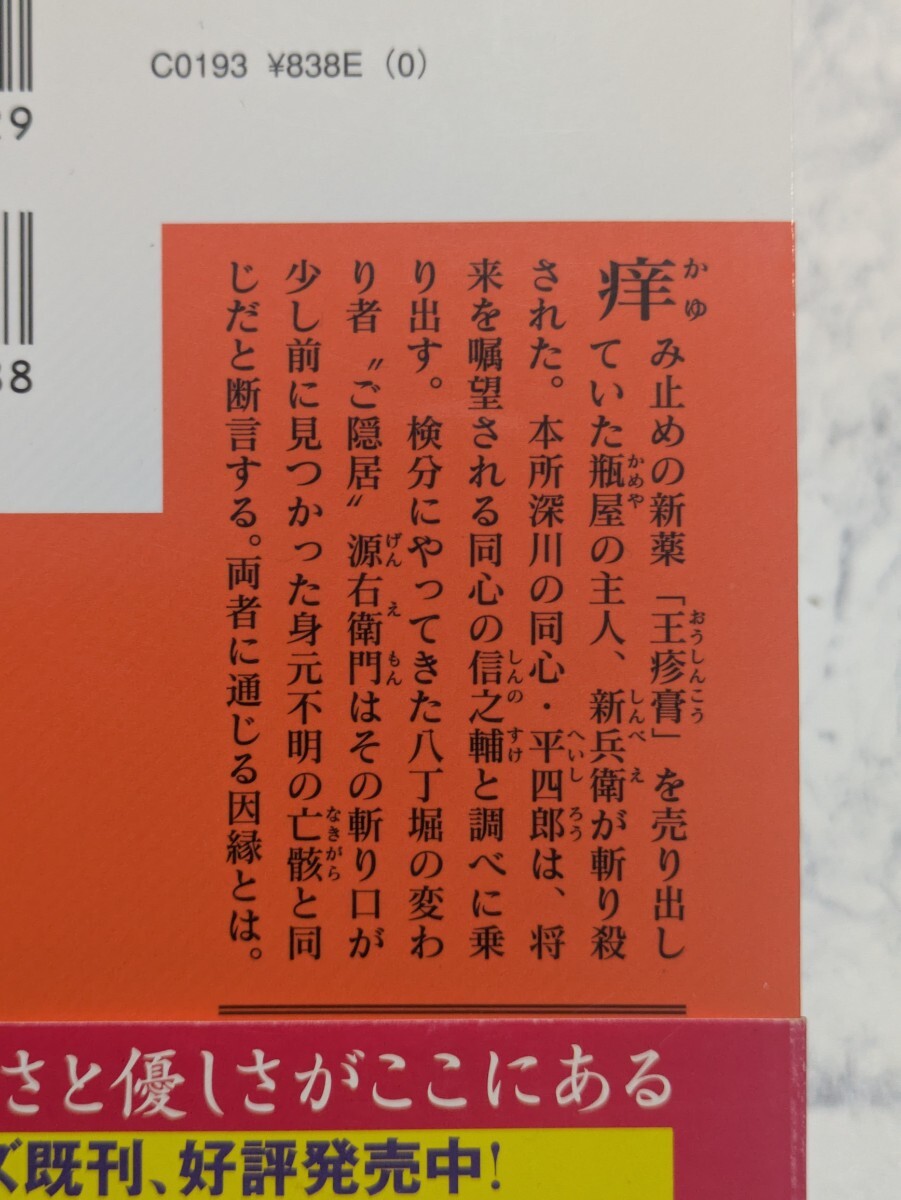 C0193 ¥838E (0)
29
38
痒み止めの新薬「王疹膏」を売り出し
ていた瓶屋の主人、新兵衛が斬り殺
された。本所深川の同心・平四郎は、将
来を嘱望される同心の信之輔と調べに乗
り出す。検分にやってきた八丁堀の変わ
り者〝ご隠居〟源右衛門はその斬り口が
少し前に見つかった身元不明の亡骸と同
じだと断言する。両者に通じる因縁とは。
さと優しさがここにある
ズ既刊、好評発売中!